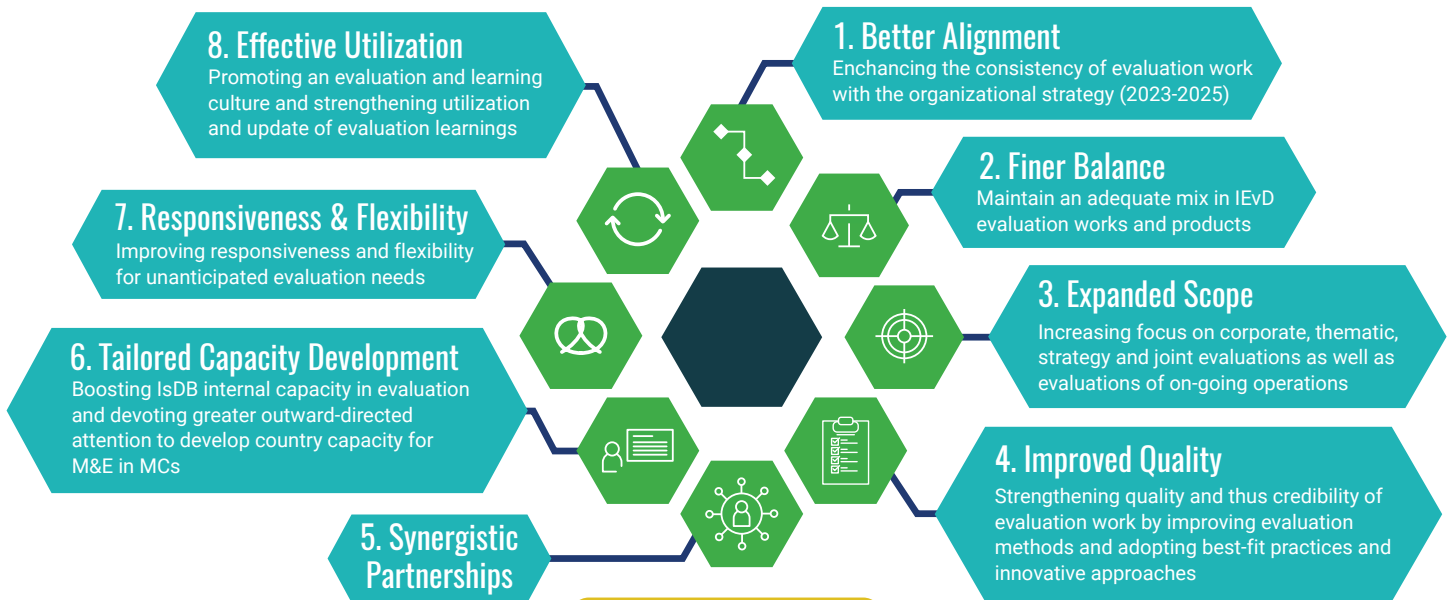 1. Better Alignment
Enchancing the consistency of evaluation work
with the organizational strategy (2023-2025)
2. Finer Balance
Maintain an adequate mix in IEvD
evaluation works and products
3. Expanded Scope
Increasing focus on corporate, thematic,
strategy and joint evaluations as well as
evaluations of on-going operations
4. Improved Quality
Strengthening quality and thus credibility of
evaluation work by improving evaluation
methods and adopting best-fit practices and
innovative approaches
5. Synergistic
Partnerships
6. Tailored Capacity Development
Boosting IsDB internal capacity in evaluation
and devoting greater outward-directed
attention to develop country capacity for
M&E in MCs
7. Responsiveness & Flexibility
Improving responsiveness and flexibility
for unanticipated evaluation needs
8. Effective Utilization
Promoting an evaluation and learning
culture and strengthening utilization
and update of evaluation learnings